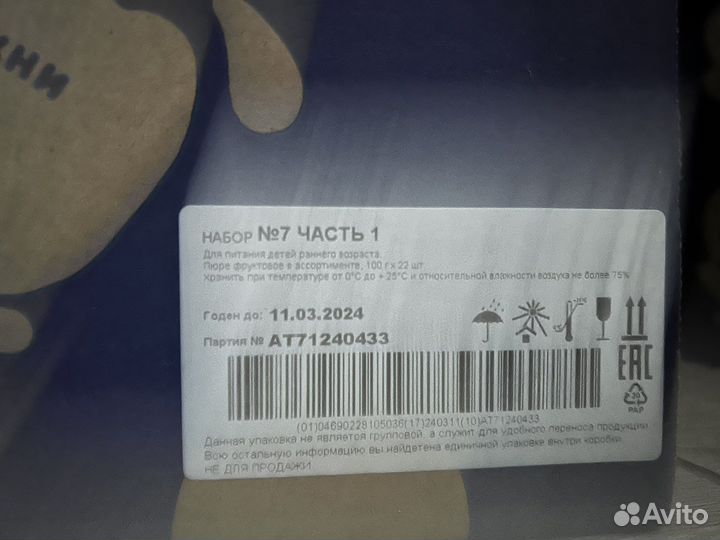 НАБОР №7 ЧАСТЬ 1
Для питания детей раннего возраста.
Пюре фруктовое в ассортименте, 100 г х 22 шт.
Хранить при температуре от 0°С до + 25°С и относительной влажности воздуха не более 75%
Годен до: 11.03.2024
Партия № АТ71240433
(01)04690228105036(17)240311(10)AT71240433
EAC
20
PAP
Данная упаковка не является групповой, а служит для удобного переноса продукции
Всю остальную информацию вы найдетена единичной упаковке внутри коробки.
НЕ ДЛЯ ПРОДАЖИ
Avito